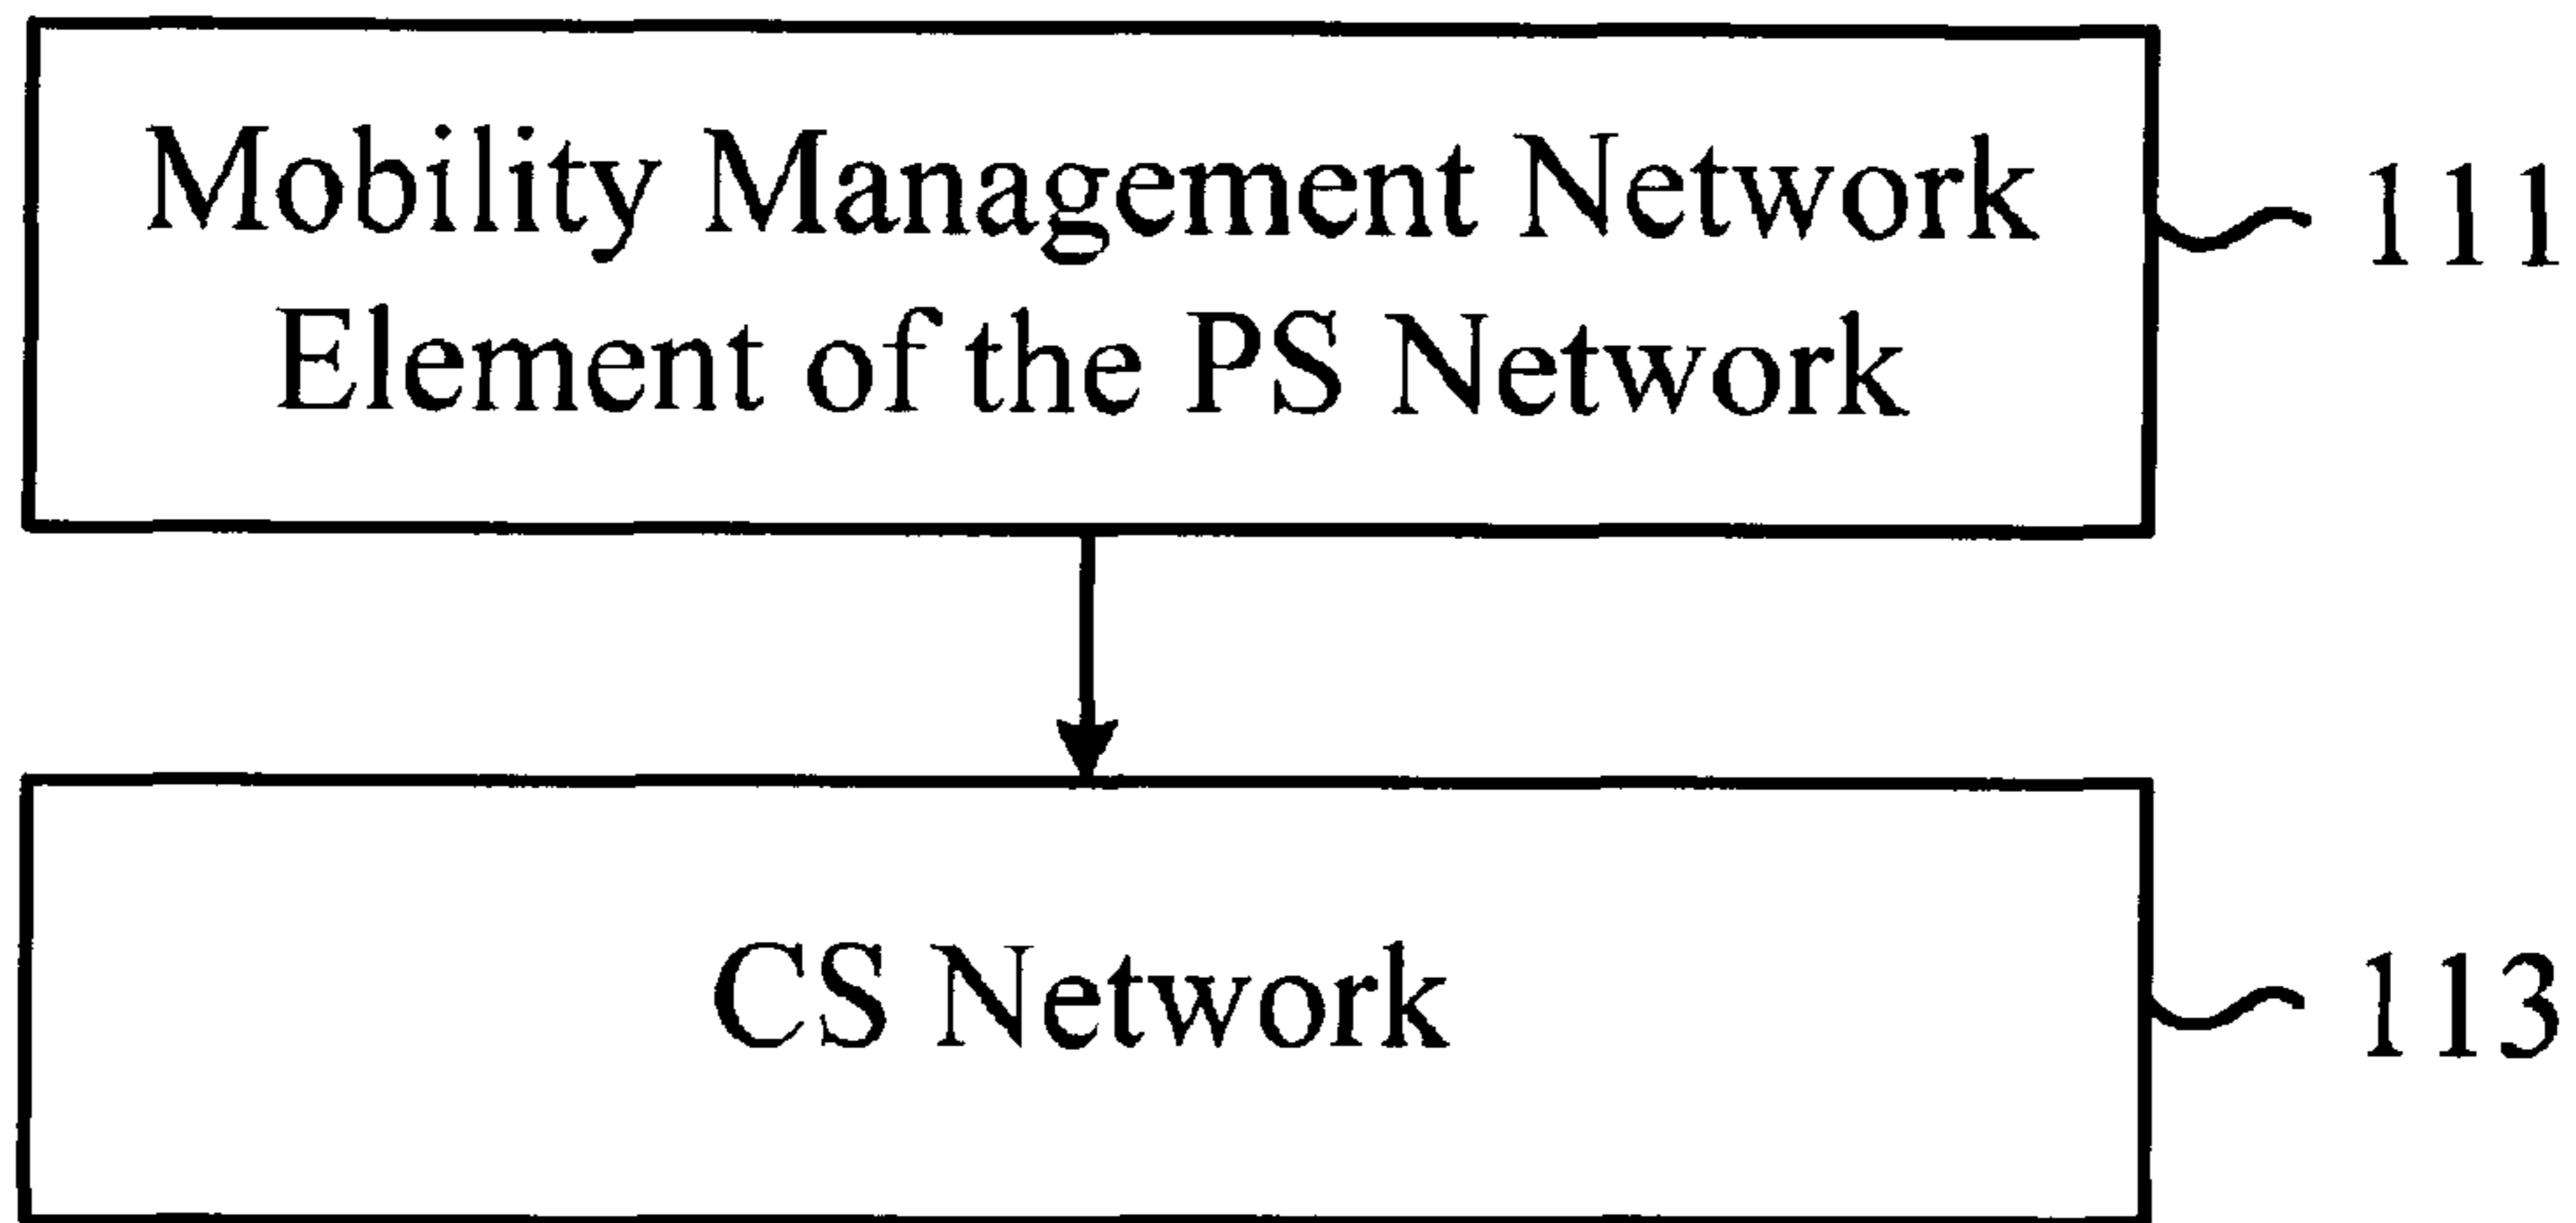 Mobility Management Network
Element of the PS Network
111
CS Network
113